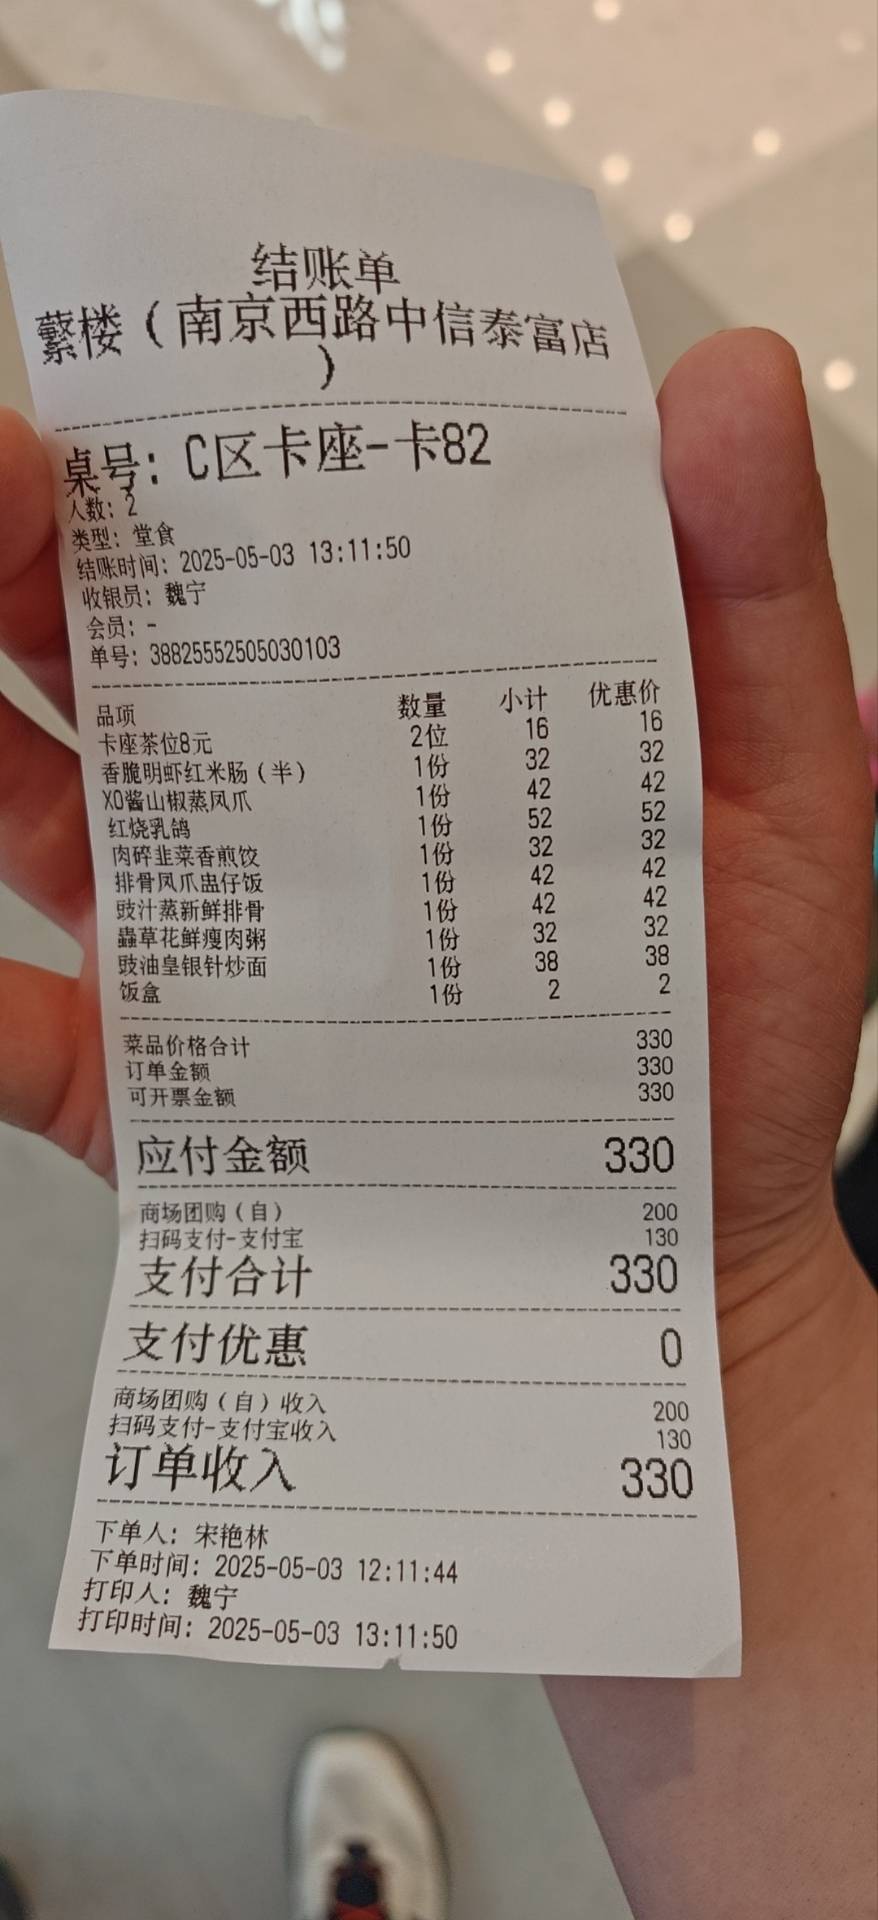 结账单
蘩楼（南京西路中信泰富店
）
桌号: C区卡座-卡82
人数: 2
类型: 堂食
结账时间: 2025-05-03 13:11:50
收银员: 魏宁
会员: -
单号: 38825552505030103
品项 数量 小计 优惠价
卡座茶位8元 2位 16 16
香脆明虾红米肠（半） 1份 32 32
XO酱山椒蒸凤爪 1份 42 42
红烧乳鸽 1份 52 52
肉碎韭菜香煎饺 1份 32 32
排骨凤爪盅仔饭 1份 42 42
豉汁蒸新鲜排骨 1份 42 42
蟲草花鲜瘦肉粥 1份 32 32
豉油皇银针炒面 1份 38 38
饭盒 1份 2 2
菜品价格合计 330
订单金额 330
可开票金额 330
应付金额 330
商场团购（自） 200
扫码支付-支付宝 130
支付合计 330
支付优惠 0
商场团购（自）收入 200
扫码支付-支付宝收入 130
订单收入 330
下单人: 宋艳林
下单时间: 2025-05-03 12:11:44
打印人: 魏宁
打印时间: 2025-05-03 13:11:50